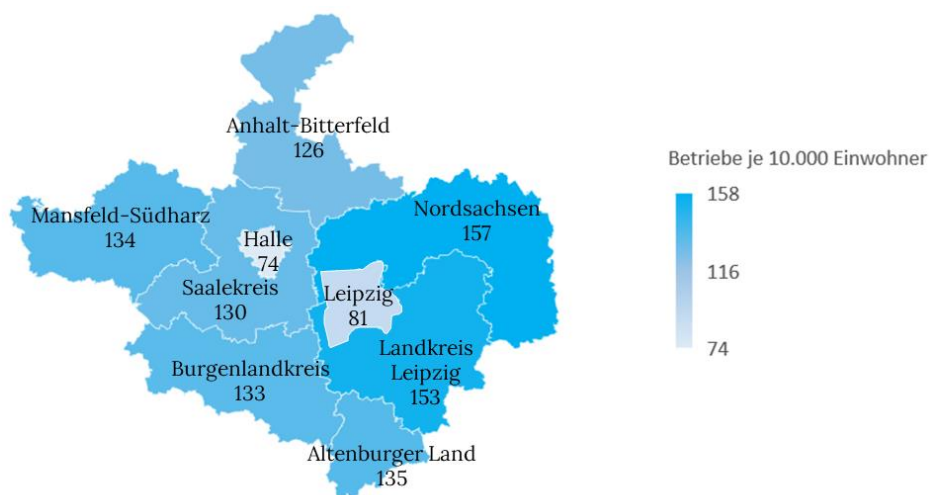 Anhalt-Bitterfeld
126
Betriebe je 10.000 Einwohner
158
116
74
Mansfeld-Südharz
134
Halle
74
Nordsachsen
157
Saalekreis
130
Leipzig
81
Landkreis
Leipzig
153
Burgenlandkreis
133
Altenburger Land
135